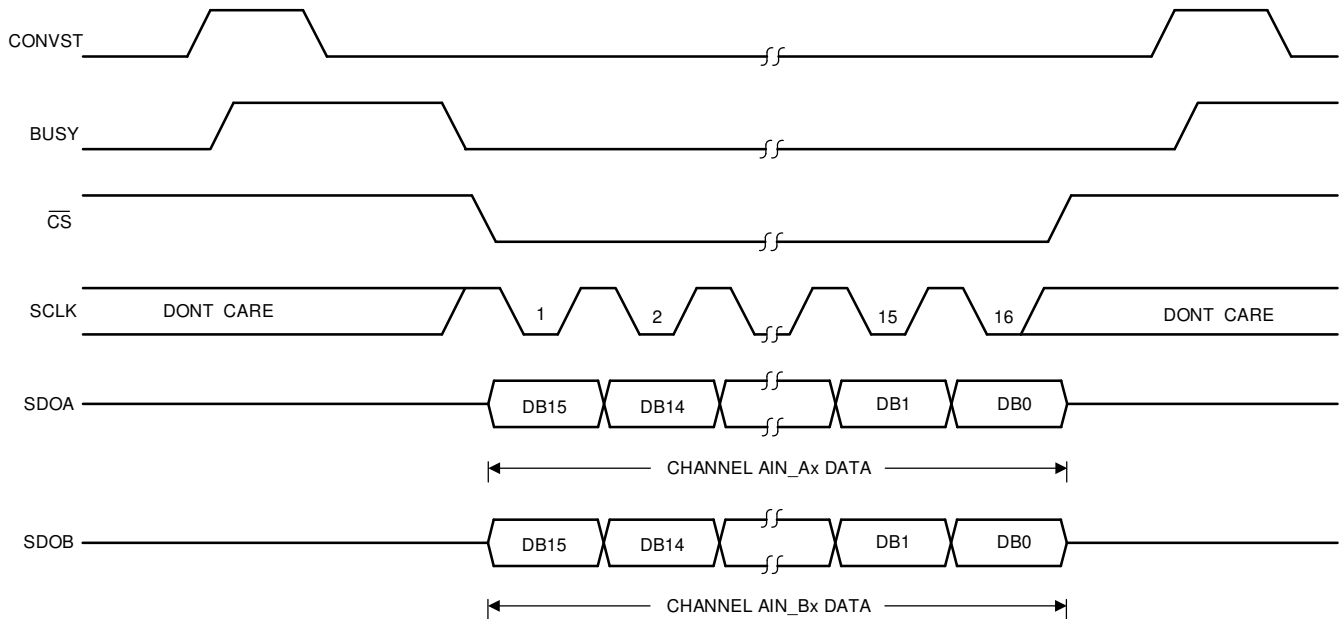 CONVST
BUSY
CS
SCLK
DONT CARE
1
2
15
16
DONT CARE
SDOA
DB15
DB14
DB1
DB0
CHANNEL AIN_Ax DATA
SDOB
DB15
DB14
DB1
DB0
CHANNEL AIN_Bx DATA